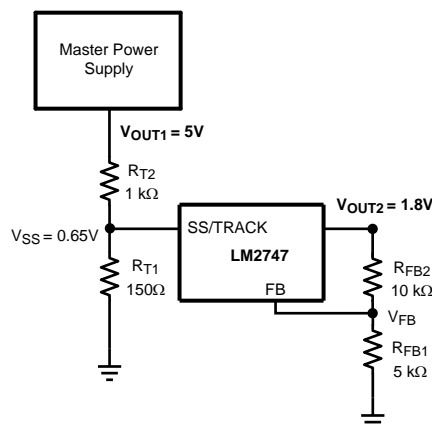 Master Power
Supply
VOUT1 = 5V
RT2
1 kΩ
VOUT2 = 1.8V
VSS = 0.65V
SS/TRACK
LM2747
RT1
150Ω
FB
RFB2
10 kΩ
VFB
RFB1
5 kΩ